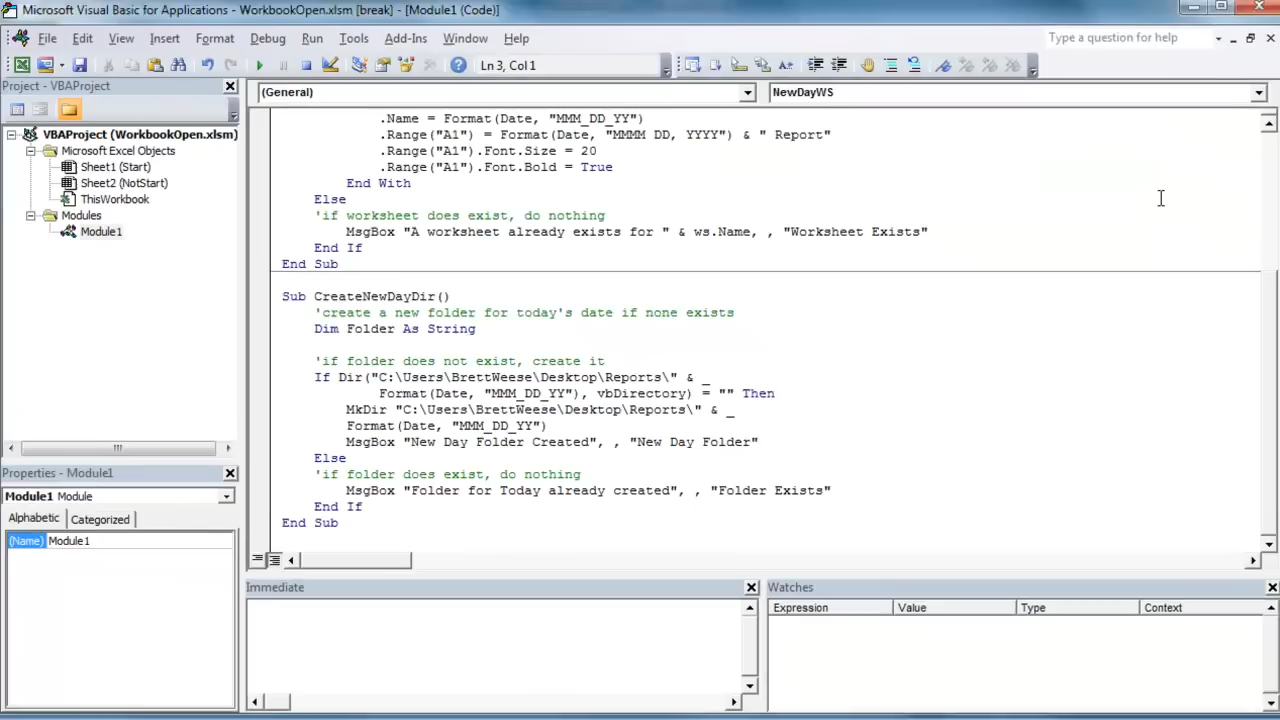 Microsoft Visual Basic for Applications - WorkbookOpen.xlsm [break] - [Module1 (Code)]
File Edit View Insert Format Debug Run Tools Add-Ins Window Help
Type a question for help
Ln 3, Col 1
Project - VBAProject
(General)
NewDayWS
VBAProject (WorkbookOpen.xlsm)
Microsoft Excel Objects
Sheet1 (Start)
Sheet2 (NotStart)
ThisWorkbook
Modules
Module1
.Name = Format(Date, "MMM_DD_YY")
.Range("A1") = Format(Date, "MMMM DD, YYYY") & " Report"
.Range("A1").Font.Size = 20
.Range("A1").Font.Bold = True
End With
Else
'if worksheet does exist, do nothing
MsgBox "A worksheet already exists for " & ws.Name, , "Worksheet Exists"
End If
End Sub
Sub CreateNewDayDir()
'create a new folder for today's date if none exists
Dim Folder As String
'if folder does not exist, create it
If Dir("C:\Users\BrettWeese\Desktop\Reports\" & _
Format(Date, "MMM_DD_YY"), vbDirectory) = "" Then
MkDir "C:\Users\BrettWeese\Desktop\Reports\" & _
Format(Date, "MMM_DD_YY")
MsgBox "New Day Folder Created", , "New Day Folder"
Else
'if folder does exist, do nothing
MsgBox "Folder for Today already created", , "Folder Exists"
End If
End Sub
Properties - Module1
Module1 Module
Alphabetic Categorized
(Name) Module1
Immediate
Watches
Expression Value Type Context